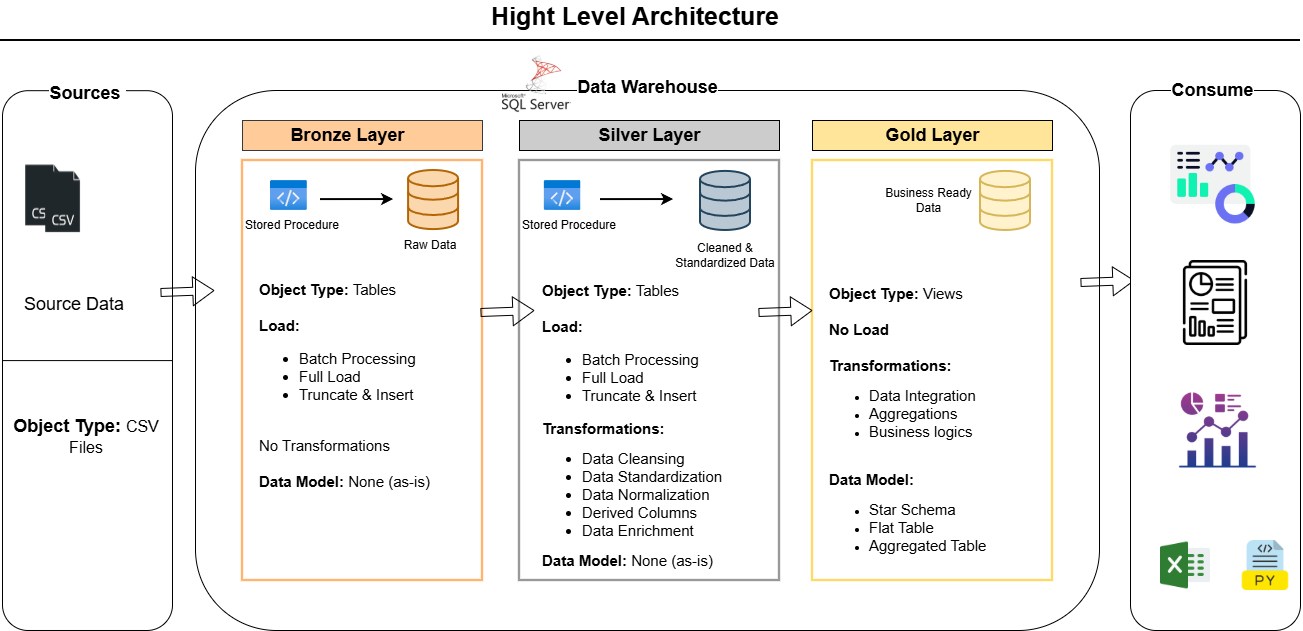 Hight Level Architecture
Sources
CS
CSV
Source Data
Object Type: CSV
Files
Microsoft
SQL Server
Data Warehouse
Bronze Layer
</>
Stored Procedure
Raw Data
Object Type: Tables
Load:
Batch Processing
Full Load
Truncate & Insert
No Transformations
Data Model: None (as-is)
Silver Layer
</>
Stored Procedure
Cleaned &
Standardized Data
Object Type: Tables
Load:
Batch Processing
Full Load
Truncate & Insert
Transformations:
Data Cleansing
Data Standardization
Data Normalization
Derived Columns
Data Enrichment
Data Model: None (as-is)
Gold Layer
Business Ready
Data
Object Type: Views
No Load
Transformations:
Data Integration
Aggregations
Business logics
Data Model:
Star Schema
Flat Table
Aggregated Table
Consume
X
</>
PY